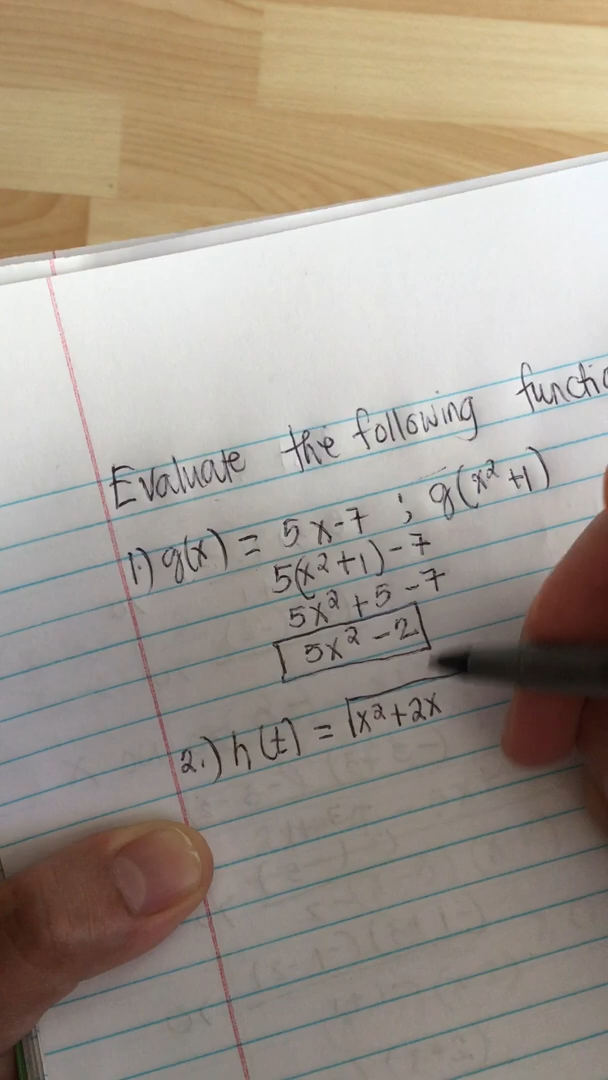 Evaluate the following functio
1.) g(x) = 5x-7 ; g(x²+1)
5(x²+1)-7
5x²+5-7
5x²-2
2.) h(t) = √x²+2x